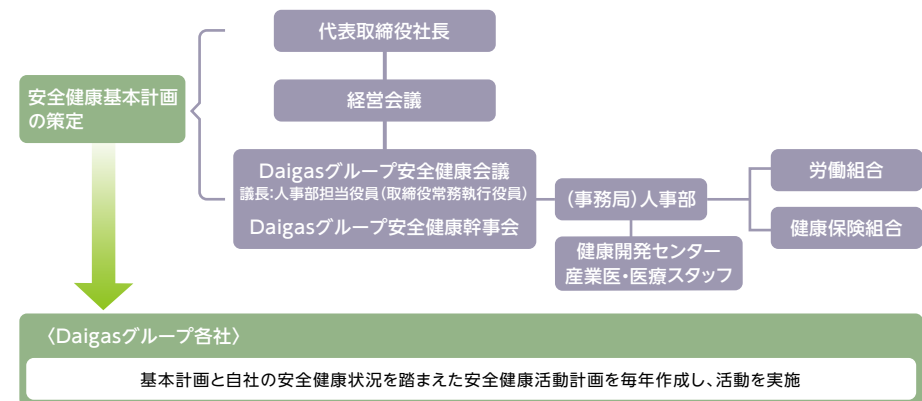 代表取締役社長
経営会議
安全健康基本計画
の策定
Daigasグループ安全健康会議
議長:人事部担当役員(取締役常務執行役員)
Daigasグループ安全健康幹事会
(事務局)人事部
健康開発センター
産業医・医療スタッフ
労働組合
健康保険組合
〈Daigasグループ各社〉
基本計画と自社の安全健康状況を踏まえた安全健康活動計画を毎年作成し、活動を実施